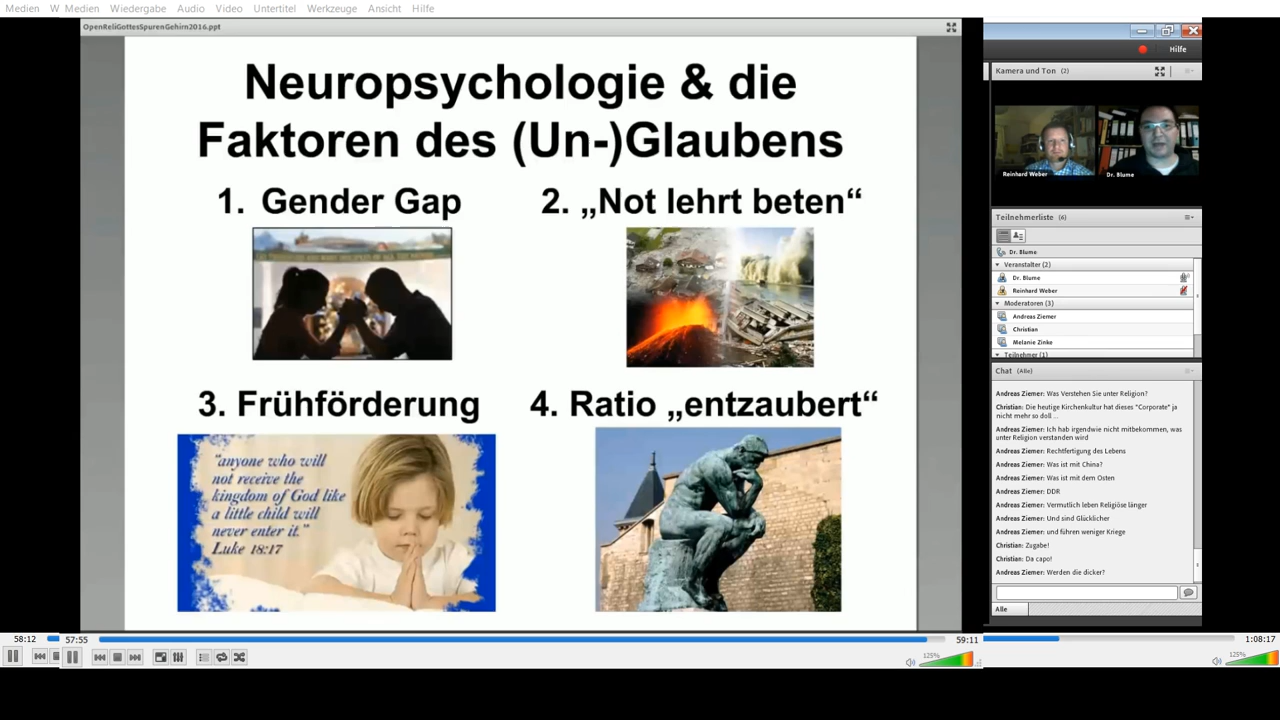 Medien W Medien Wiedergabe Audio Video Untertitel Werkzeuge Ansicht Hilfe
OpenReliGottesSpurenGehirn2016.ppt
Neuropsychologie & die
Faktoren des (Un-)Glaubens
1. Gender Gap
2. „Not lehrt beten“
3. Frühförderung
4. Ratio „entzaubert“
"anyone who will
not receive the
kingdom of God like
a little child will
never enter it."
Luke 18:17
Hilfe
Kamera und Ton (2)
Reinhard Weber
Dr. Blume
Teilnehmerliste (6)
Dr. Blume
Veranstalter (2)
Dr. Blume
Reinhard Weber
Moderatoren (3)
Andreas Ziemer
Christian
Melanie Zinke
Teilnehmer (1)
Chat (Alle)
Andreas Ziemer: Was Verstehen Sie unter Religion?
Christian: Die heutige Kirchenkultur hat dieses "Corporate" ja
nicht mehr so doll...
Andreas Ziemer: Ich hab irgendwie nicht mitbekommen, was
unter Religion verstanden wird
Andreas Ziemer: Rechtfertigung des Lebens
Andreas Ziemer: Was ist mit China?
Andreas Ziemer: Was ist mit dem Osten
Andreas Ziemer: DDR
Andreas Ziemer: Vermutlich leben Religiöse länger
Andreas Ziemer: Und sind Glücklicher
Andreas Ziemer: und führen weniger Kriege
Christian: Zugabe!
Christian: Da capo!
Andreas Ziemer: Werden die dicker?
Alle
58:12
57:55
59:11
1:08:17
125%
125%